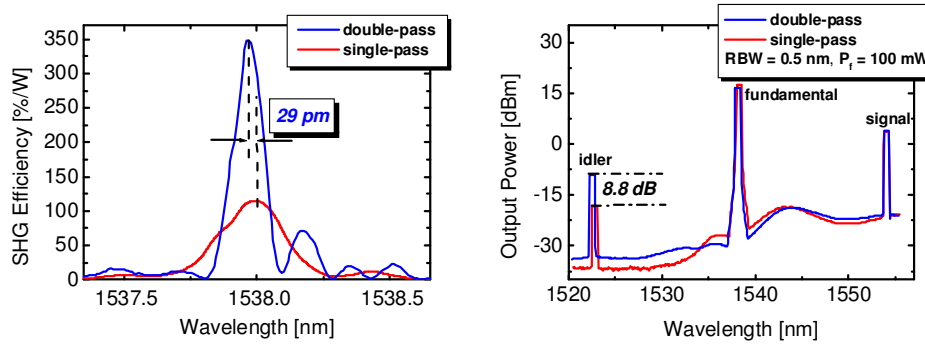 double-pass
single-pass
350
300
250
200
150
100
50
0
SHG Efficiency [%/W]
29 pm
1537.5
1538.0
1538.5
Wavelength [nm]
double-pass
single-pass
RBW = 0.5 nm, P_f = 100 mW
30
15
0
-15
-30
Output Power [dBm]
fundamental
signal
idler
8.8 dB
1520
1530
1540
1550
Wavelength [nm]